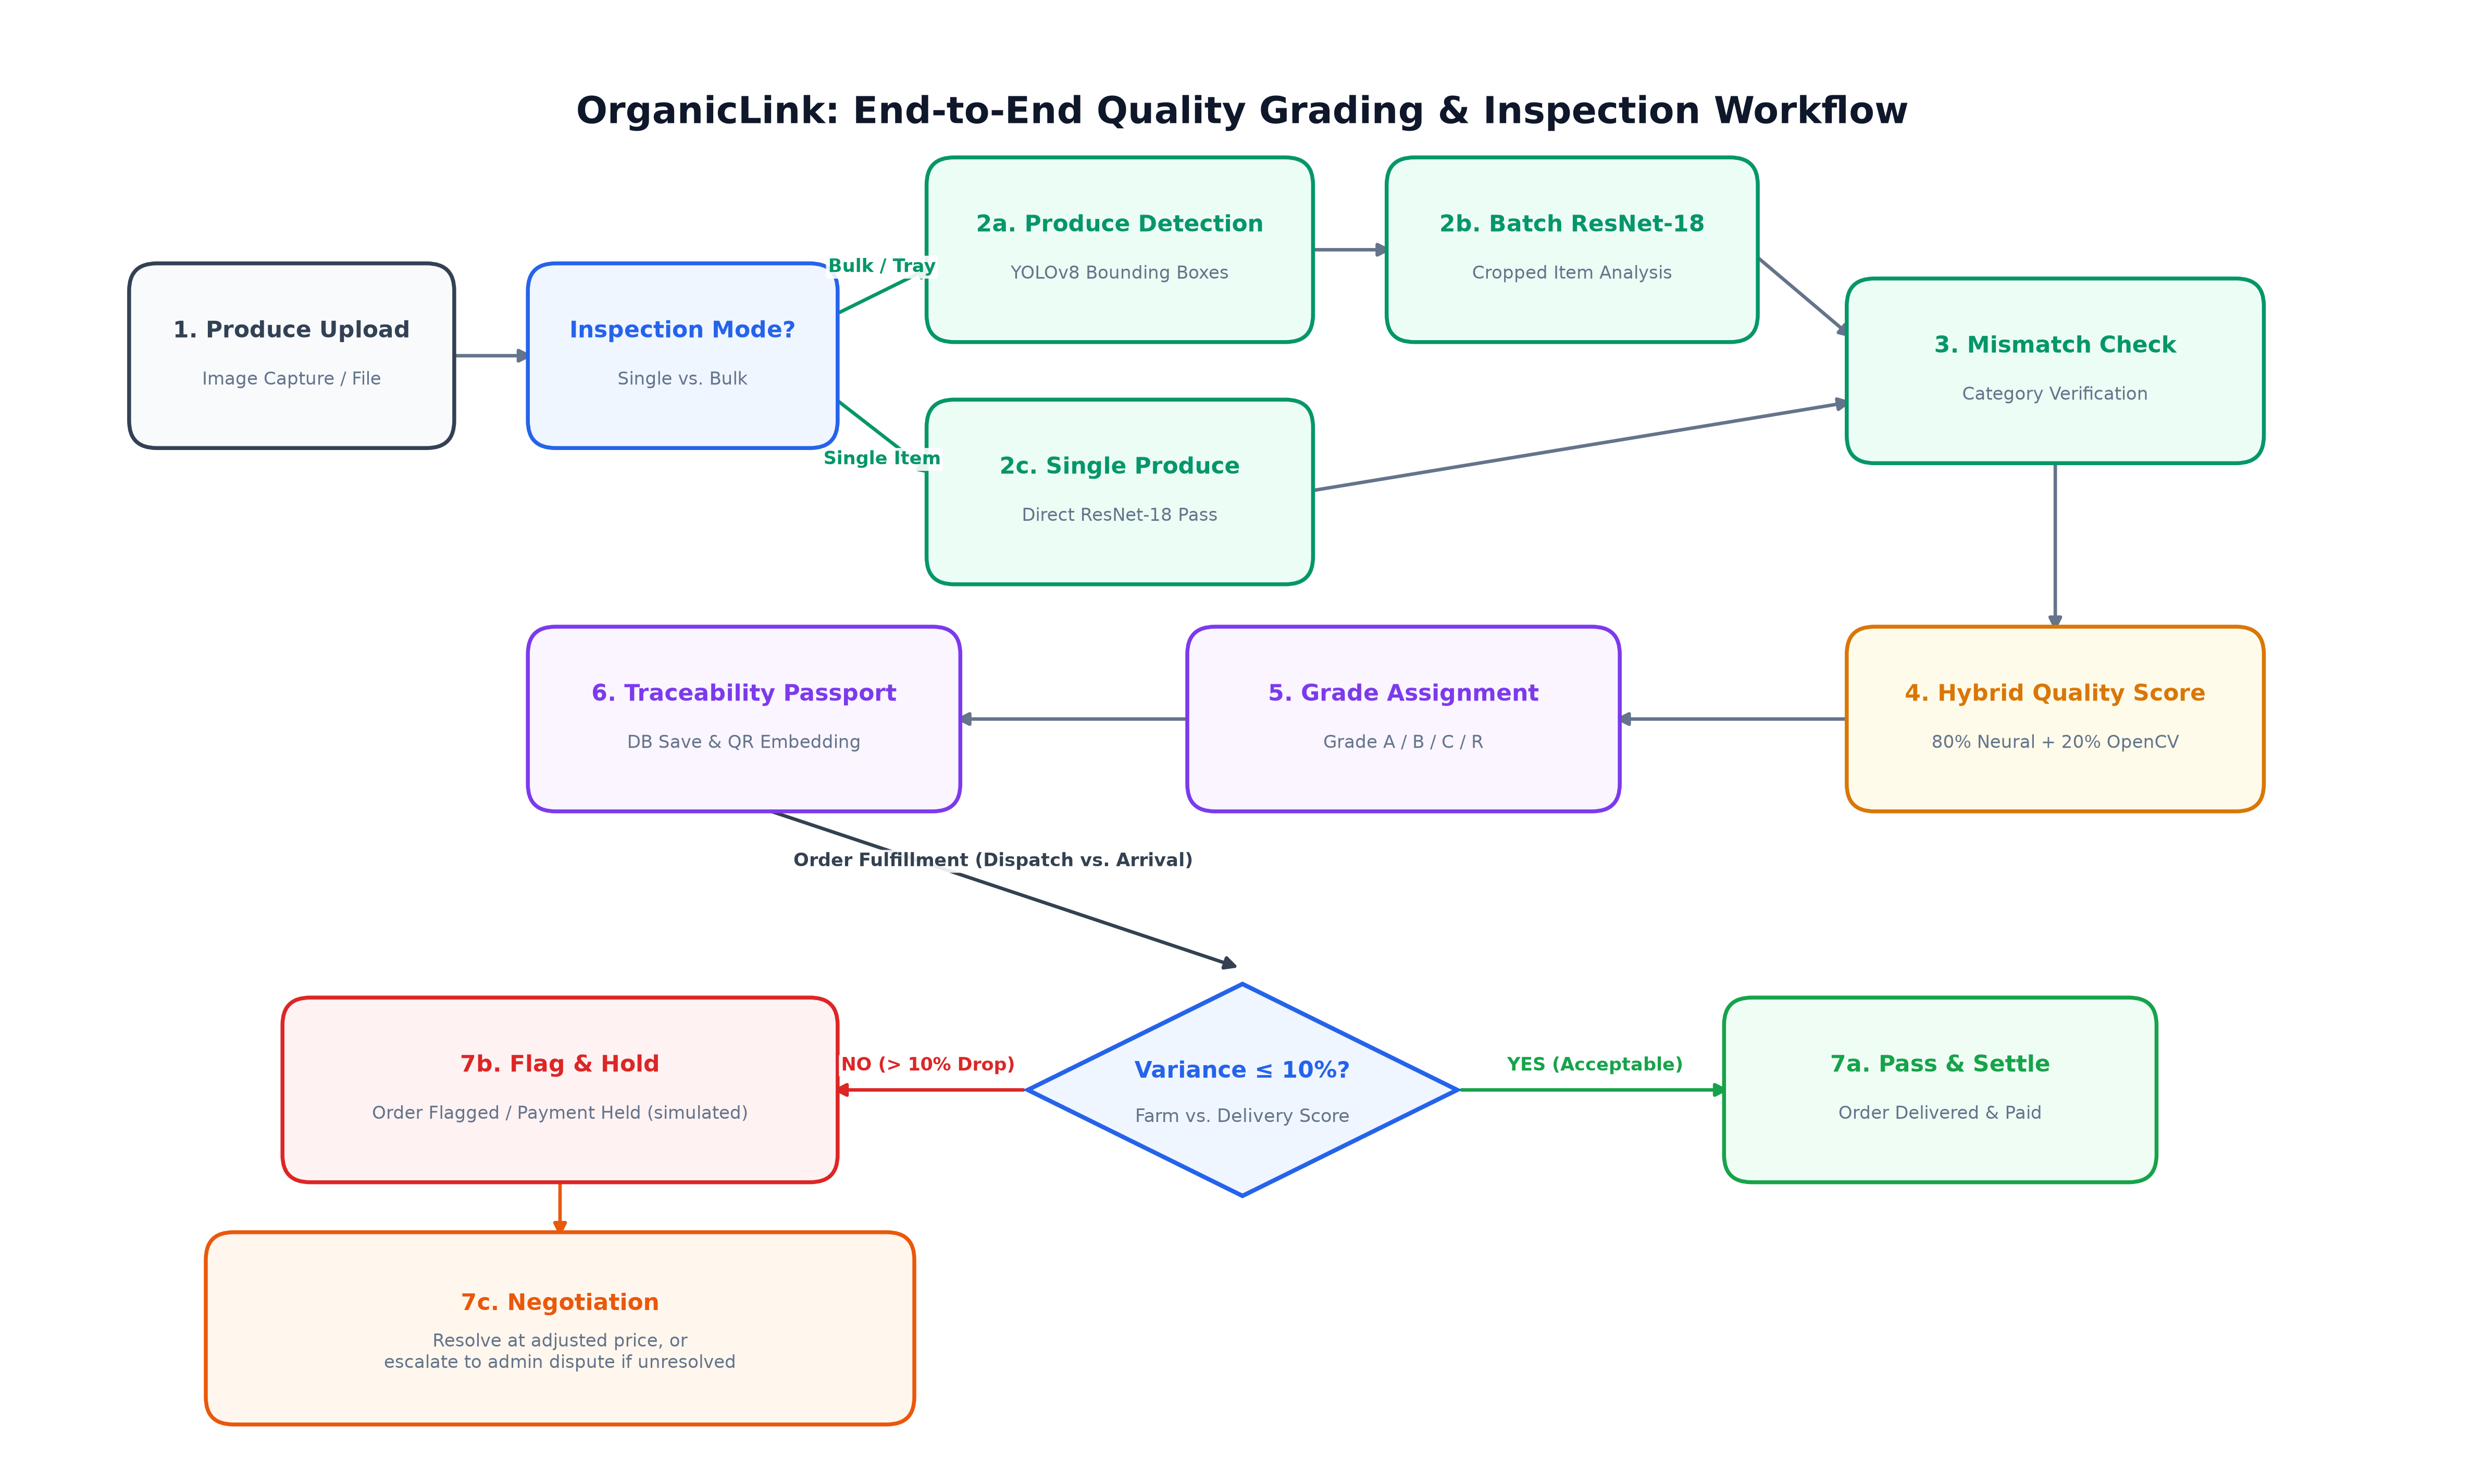 OrganicLink: End-to-End Quality Grading & Inspection Workflow
1. Produce Upload
Image Capture / File
Inspection Mode?
Single vs. Bulk
Bulk / Tray
Single Item
2a. Produce Detection
YOLOv8 Bounding Boxes
2b. Batch ResNet-18
Cropped Item Analysis
2c. Single Produce
Direct ResNet-18 Pass
3. Mismatch Check
Category Verification
4. Hybrid Quality Score
80% Neural + 20% OpenCV
5. Grade Assignment
Grade A / B / C / R
6. Traceability Passport
DB Save & QR Embedding
Order Fulfillment (Dispatch vs. Arrival)
Variance ≤ 10%?
Farm vs. Delivery Score
YES (Acceptable)
7a. Pass & Settle
Order Delivered & Paid
NO (> 10% Drop)
7b. Flag & Hold
Order Flagged / Payment Held (simulated)
7c. Negotiation
Resolve at adjusted price, or
escalate to admin dispute if unresolved